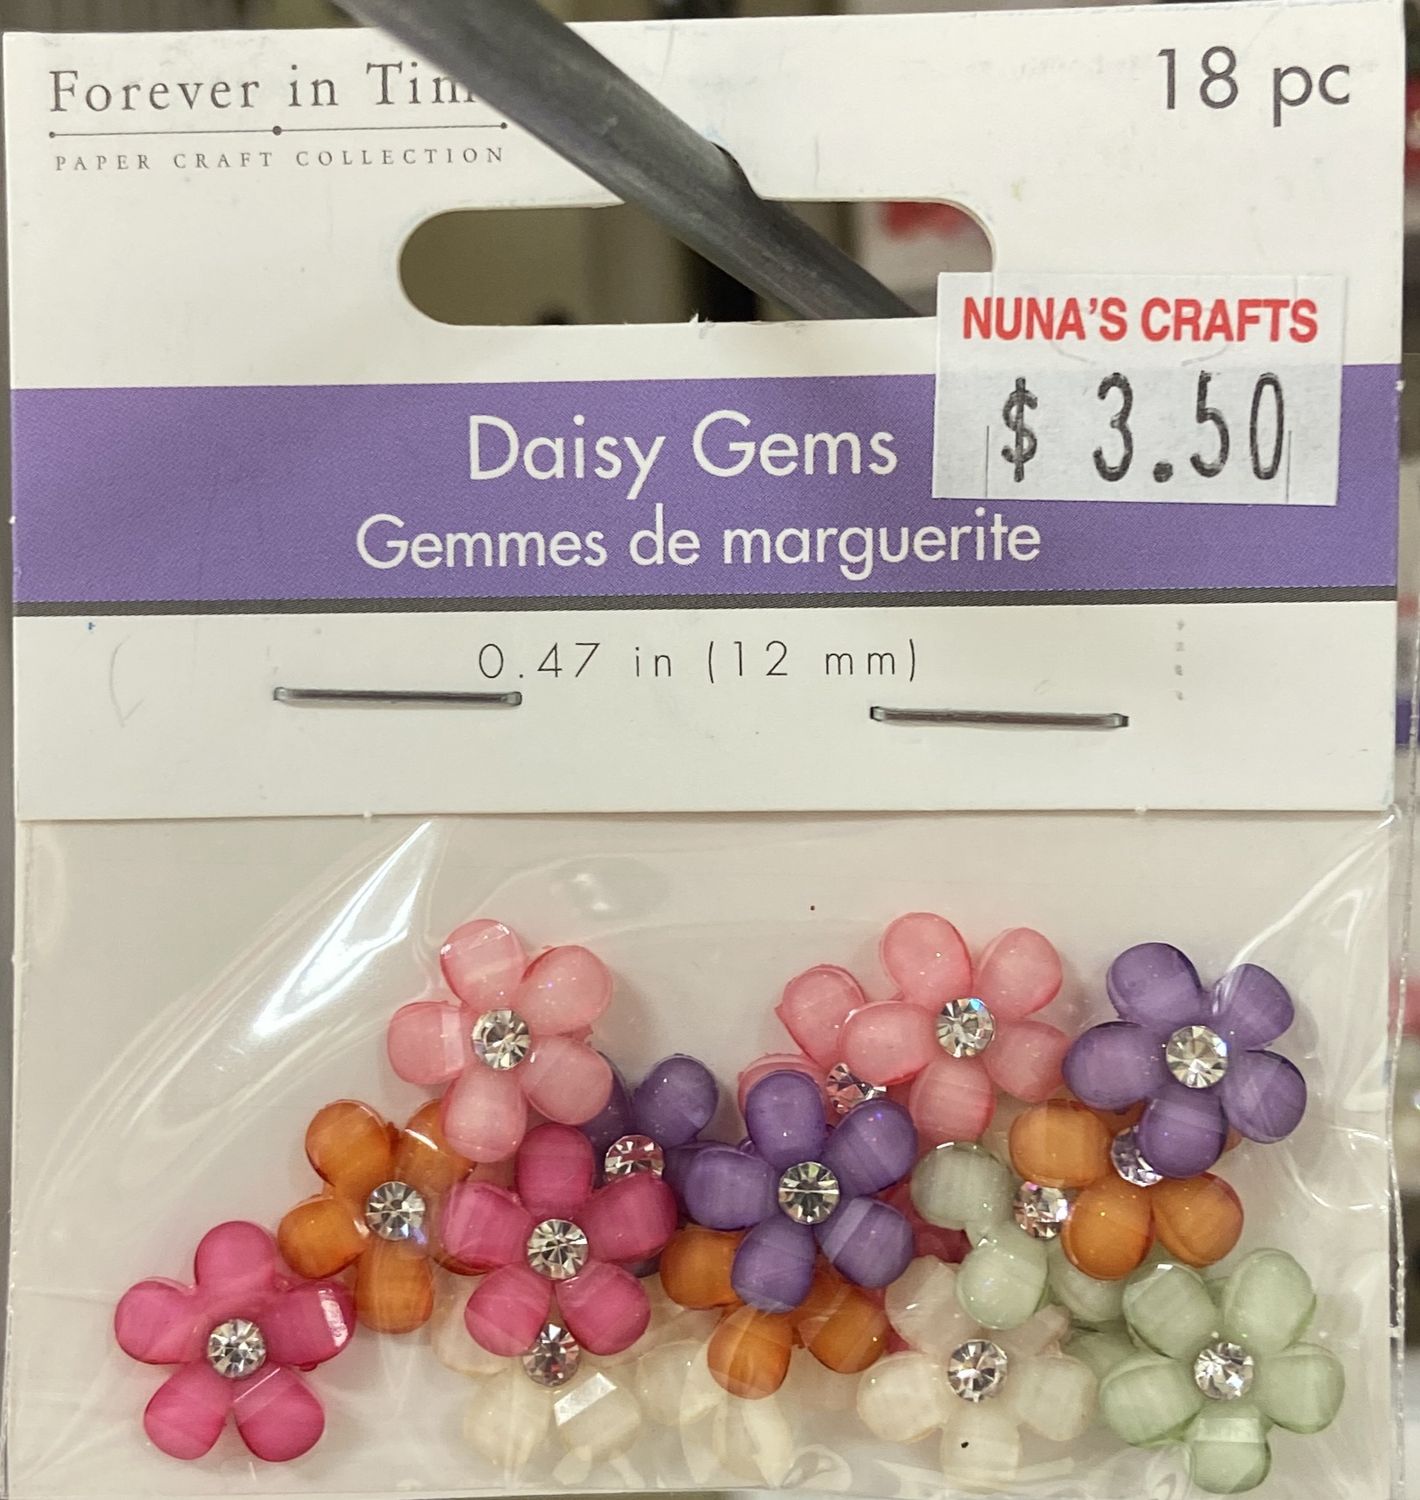 Forever in
PAPER CRAFT COLLECTION
18 pc
NUNA'S CRAFTS
$ 3.50
Daisy Gems
Gemmes de marguerite
0.47 in (12 mm)